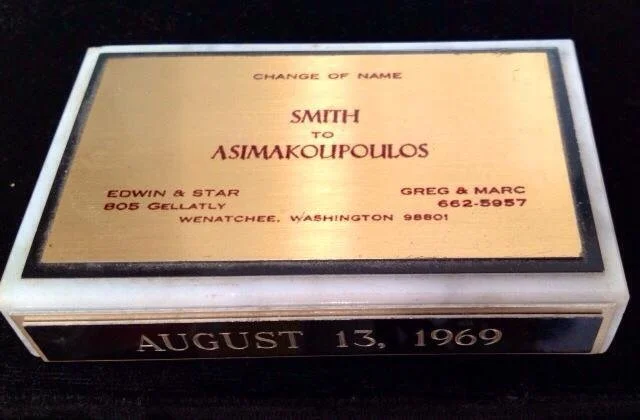 CHANGE OF NAME
SMITH
TO
ASIMAKOUPOULOS
EDWIN & STAR GREG & MARC
805 GELLATLY 662-5957
WENATCHEE, WASHINGTON 98801
AUGUST 13, 1969